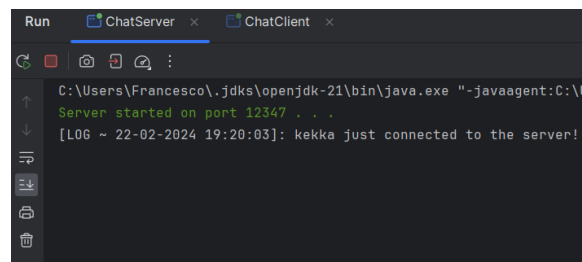 Run ChatServer × ChatClient ×
C:\Users\Francesco\.jdks\openjdk-21\bin\java.exe "-javaagent:C:\
Server started on port 12347 . . .
[LOG ~ 22-02-2024 19:20:03]: kekka just connected to the server!